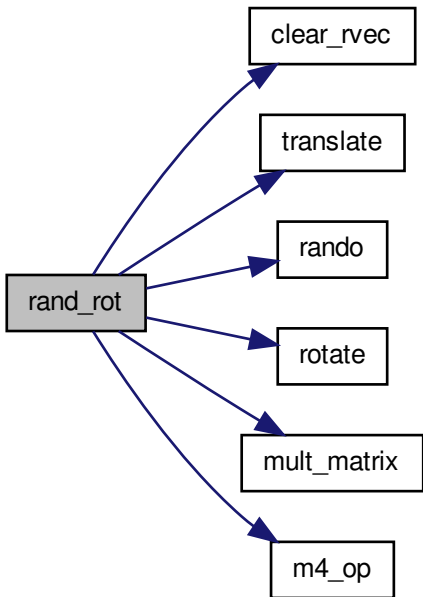 clear_rvec
translate
rando
rand_rot
rotate
mult_matrix
m4_op